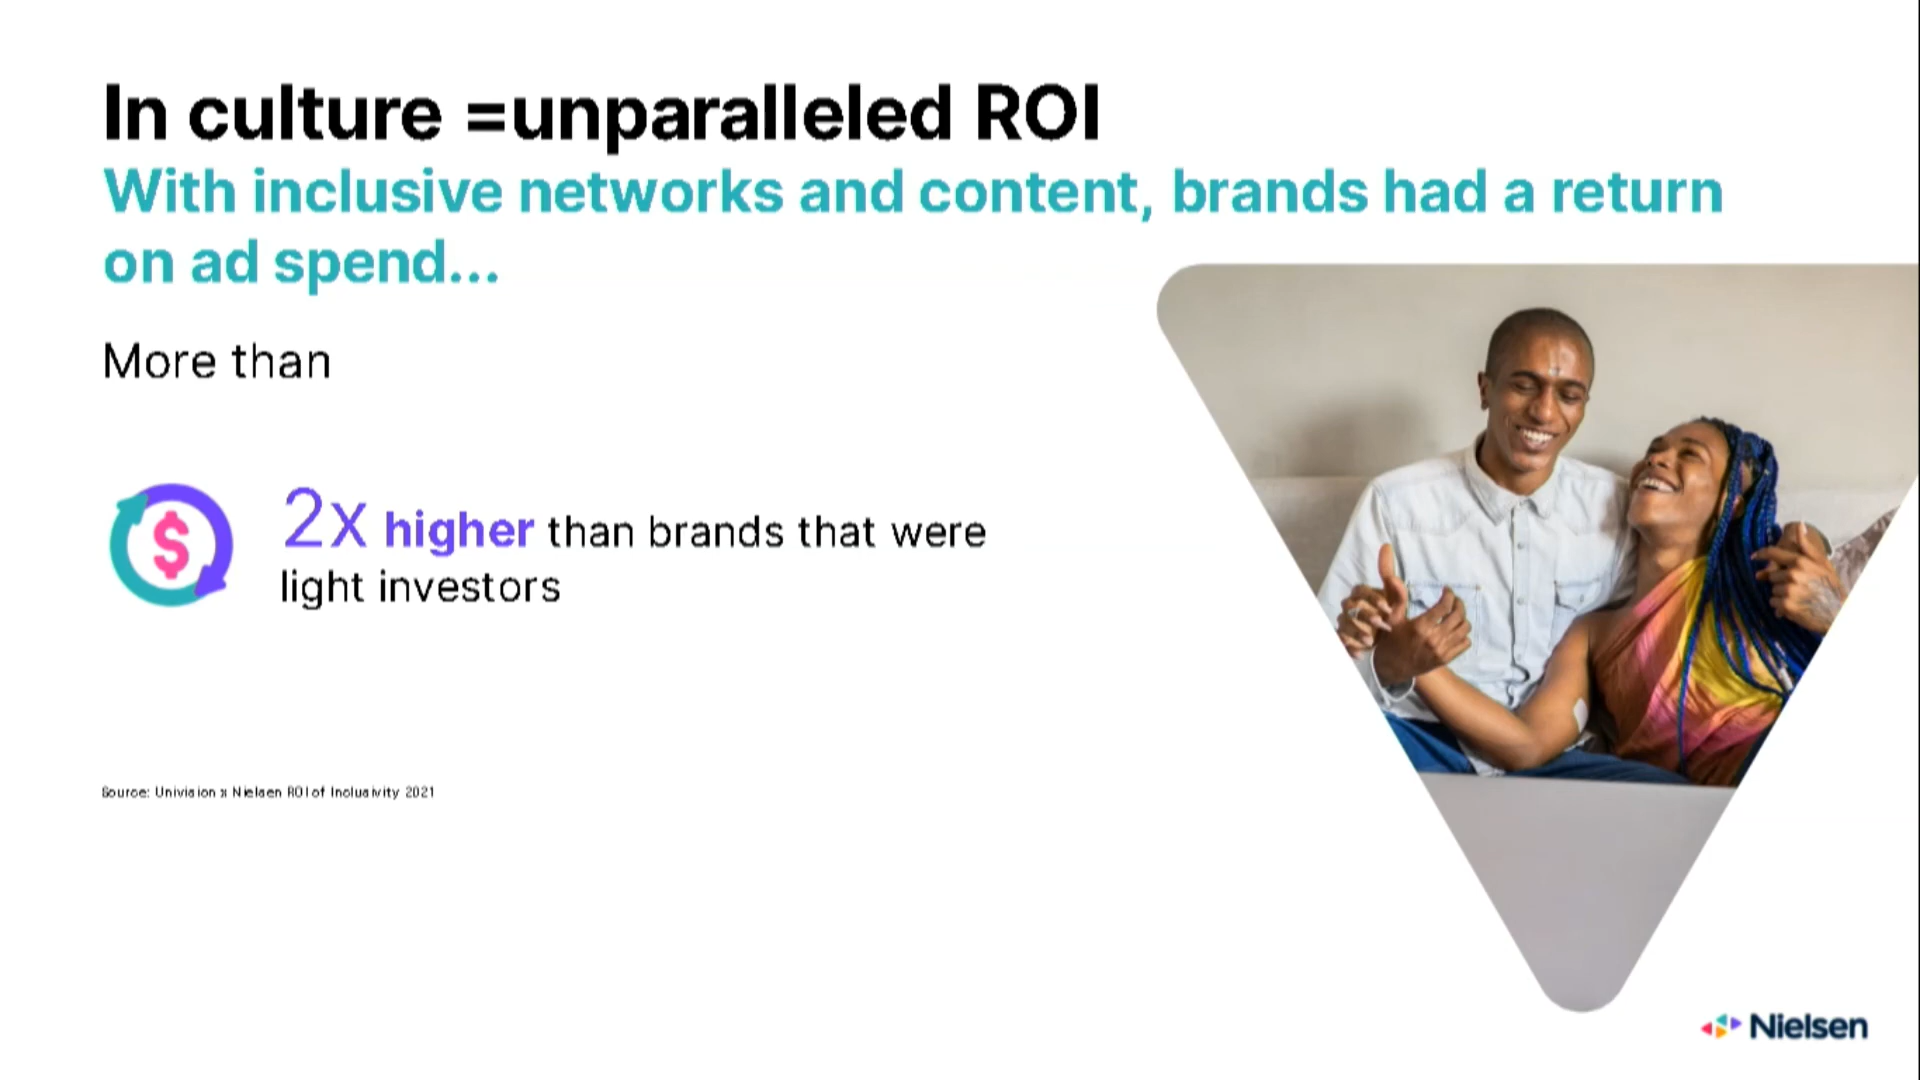 In culture =unparalleled ROI
With inclusive networks and content, brands had a return
on ad spend...
More than
$
2x higher than brands that were
light investors
Source: Univision x Nielsen ROI of Inclusivity 2021
Nielsen